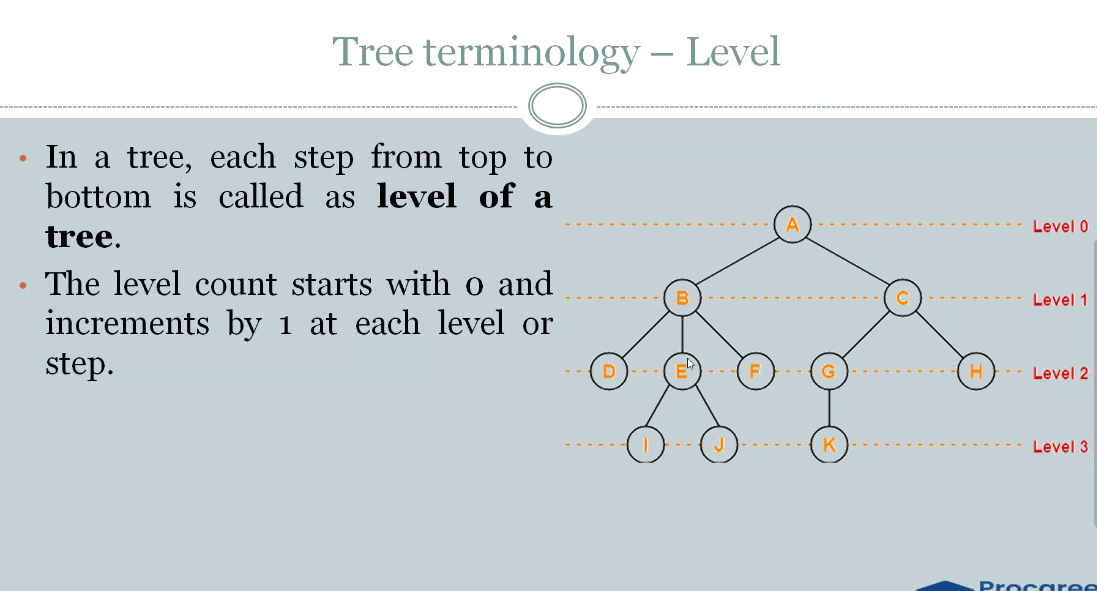 Tree terminology – Level
• In a tree, each step from top to
bottom is called as level of a
tree.
• The level count starts with 0 and
increments by 1 at each level or
step.
A Level 0
B C Level 1
D E F G H Level 2
I J K Level 3